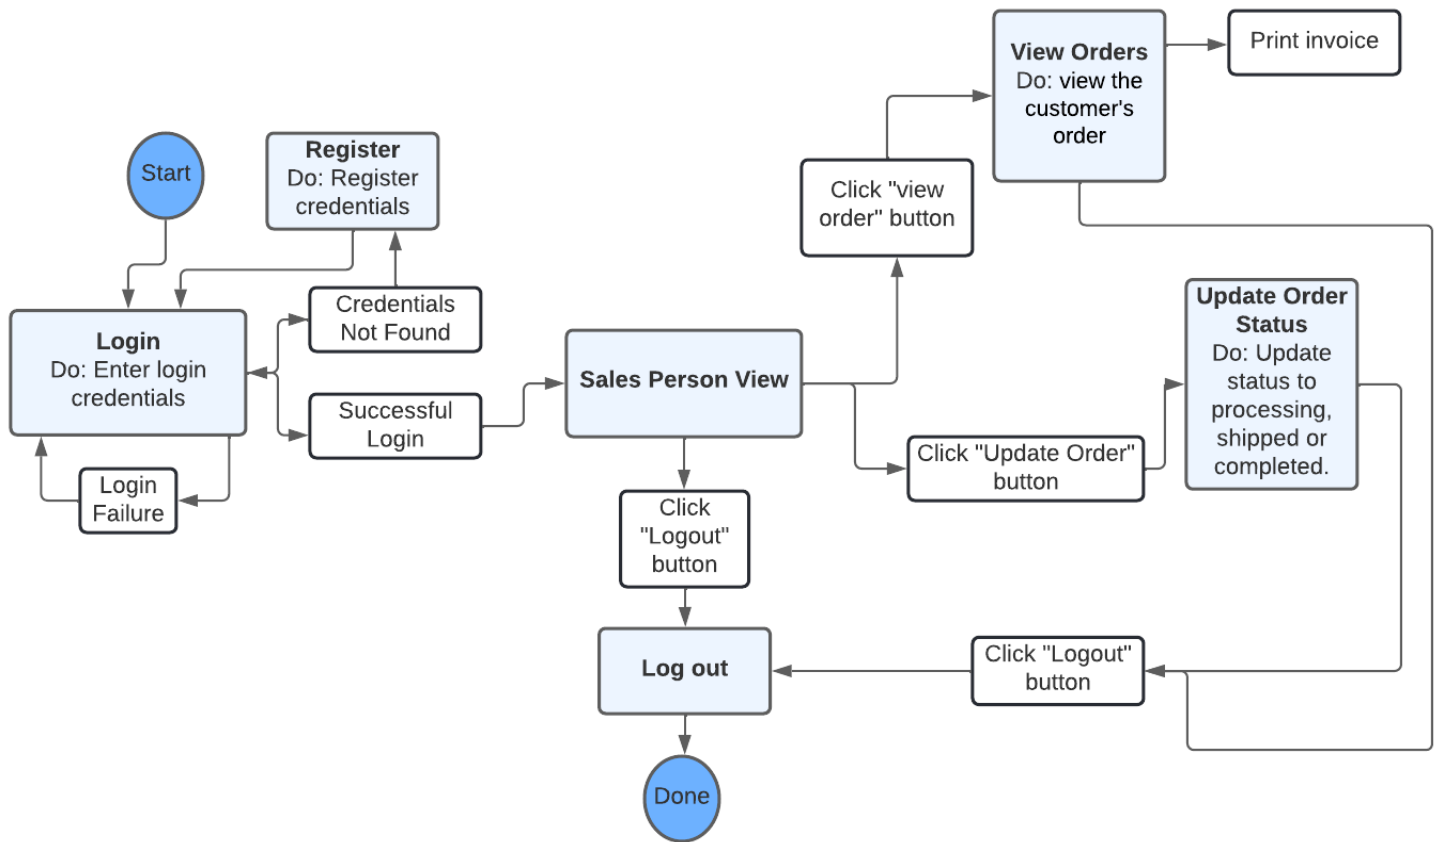 View Orders
Do: view the
customer's
order
Print invoice
Start
Register
Do: Register
credentials
Click "view
order" button
Login
Do: Enter login
credentials
Credentials
Not Found
Successful
Login
Login
Failure
Sales Person View
Update Order
Status
Do: Update
status to
processing,
shipped or
completed.
Click "Update Order"
button
Click
"Logout"
button
Log out
Click "Logout"
button
Done